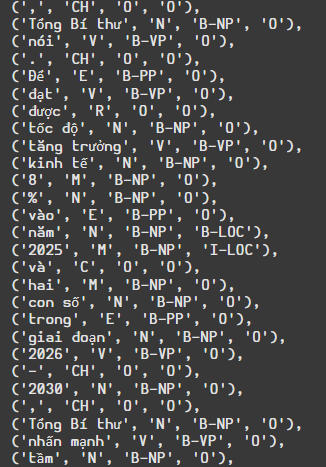 (',', 'CH', 'O', 'O'),
('Tổng Bí thư', 'N', 'B-NP', 'O'),
('nói', 'V', 'B-VP', 'O'),
('.', 'CH', 'O', 'O'),
('Để', 'E', 'B-PP', 'O'),
('đạt', 'V', 'B-VP', 'O'),
('được', 'R', 'O', 'O'),
('tốc độ', 'N', 'B-NP', 'O'),
('tăng trưởng', 'V', 'B-VP', 'O'),
('kinh tế', 'N', 'B-NP', 'O'),
('8', 'M', 'B-NP', 'O'),
('%', 'N', 'B-NP', 'O'),
('vào', 'E', 'B-PP', 'O'),
('năm', 'N', 'B-NP', 'B-LOC'),
('2025', 'M', 'B-NP', 'I-LOC'),
('và', 'C', 'O', 'O'),
('hai', 'M', 'B-NP', 'O'),
('con số', 'N', 'B-NP', 'O'),
('trong', 'E', 'B-PP', 'O'),
('giai đoạn', 'N', 'B-NP', 'O'),
('2026', 'V', 'B-VP', 'O'),
('-', 'CH', 'O', 'O'),
('2030', 'N', 'B-NP', 'O'),
(',', 'CH', 'O', 'O'),
('Tổng Bí thư', 'N', 'B-NP', 'O'),
('nhấn mạnh', 'V', 'B-VP', 'O'),
('tầm', 'N', 'B-NP', 'O'),